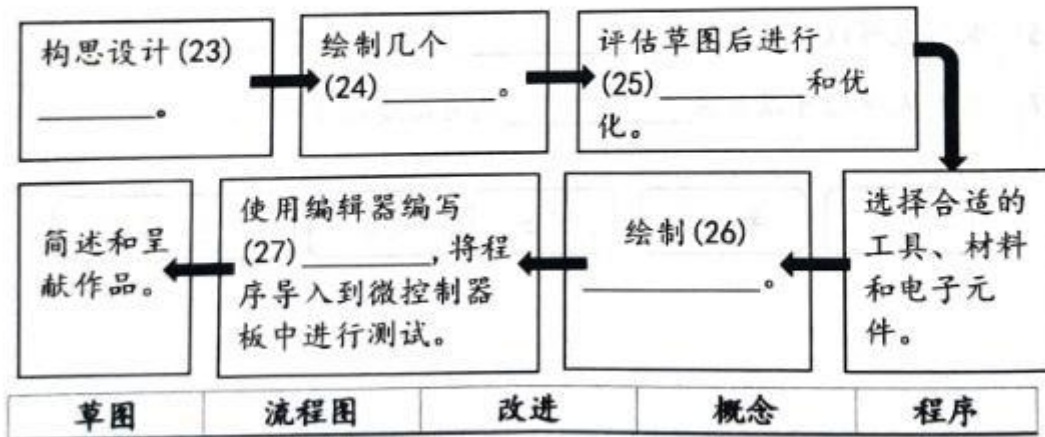 构思设计(23)
________。
绘制几个
(24)________。
评估草图后进行
(25)________和优
化。
选择合适的
工具、材料
和电子元
件。
绘制(26)
____________。
使用编辑器编写
(27)________,将程
序导入到微控制器
板中进行测试。
简述和呈
献作品。
草图 流程图 改进 概念 程序